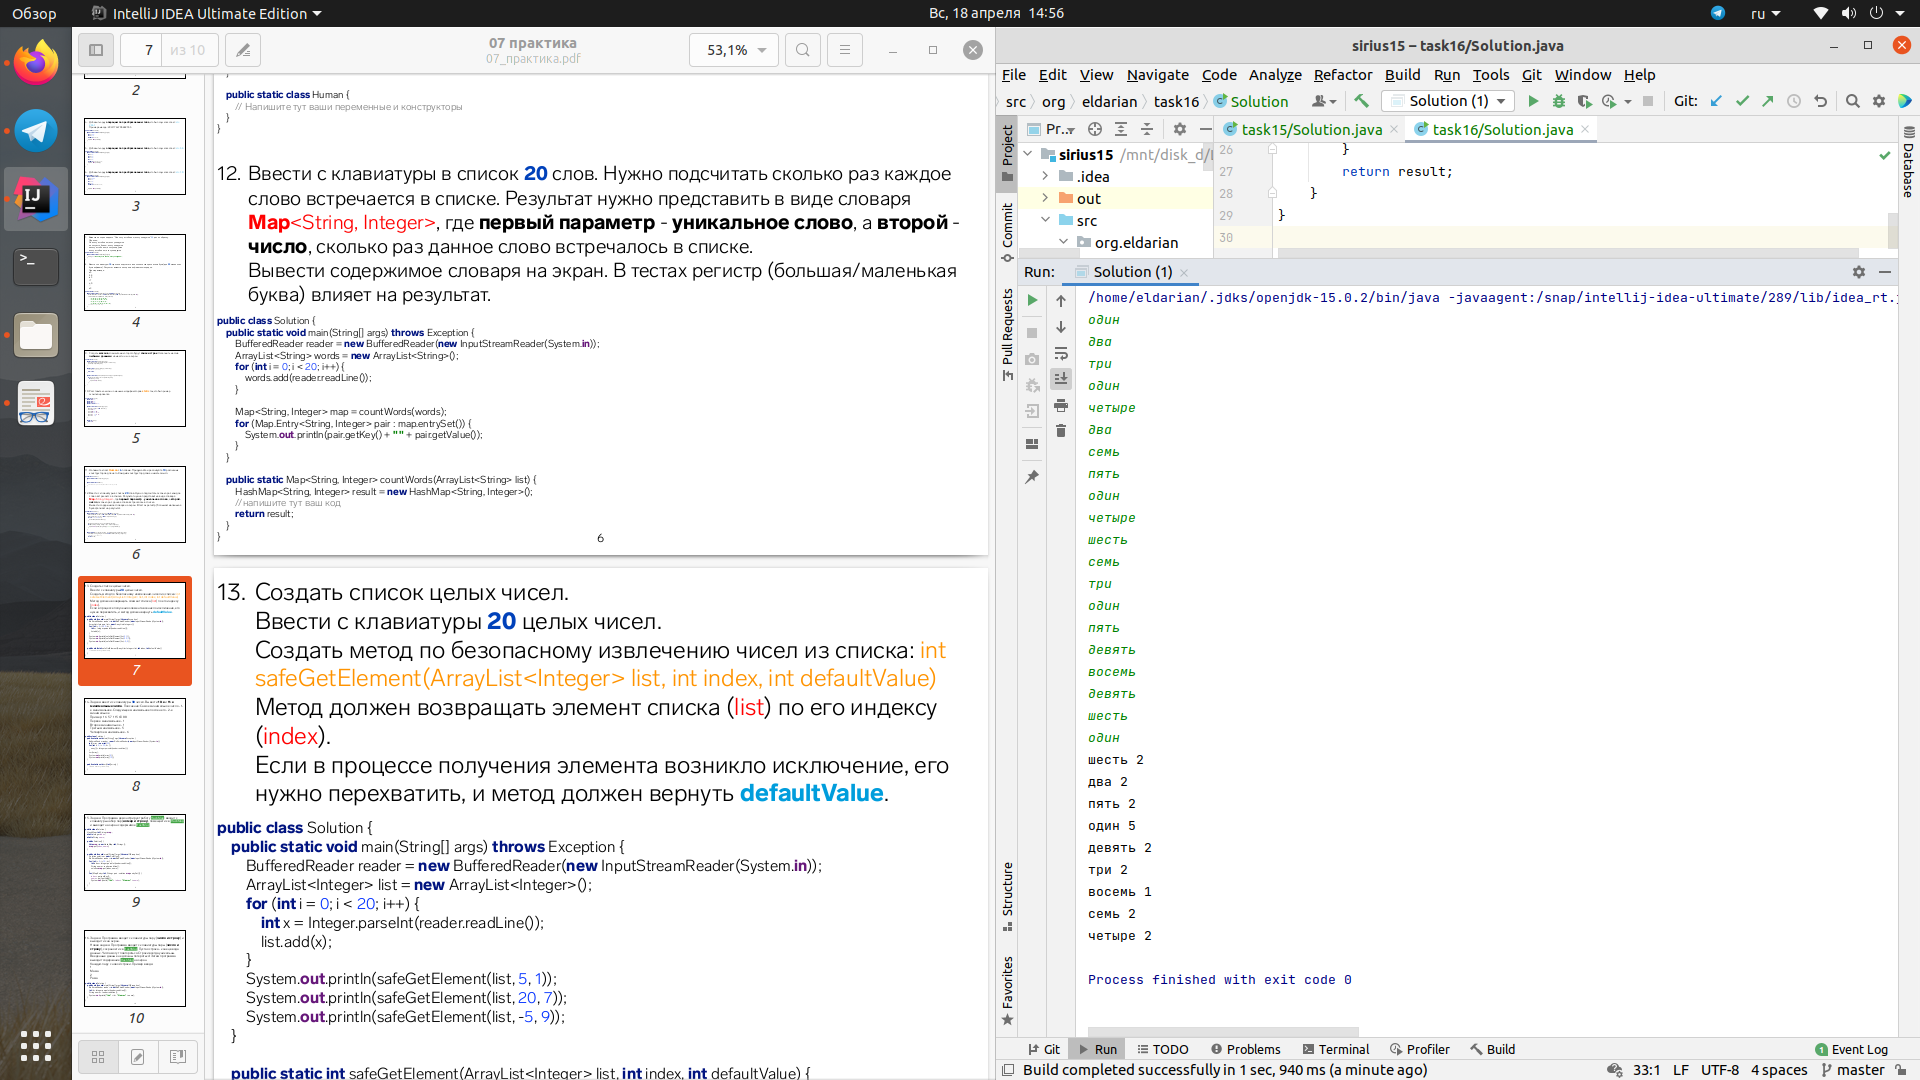 Обзор
IntelliJ IDEA Ultimate Edition
Вс, 18 апреля 14:56
ru
7 из 10
07 практика
07_практика.pdf
53,1%
2
3
4
5
6
7
8
9
10
public static class Human {
// Напишите тут ваши переменные и конструкторы
}
}
12. Ввести с клавиатуры в список 20 слов. Нужно подсчитать сколько раз каждое
слово встречается в списке. Результат нужно представить в виде словаря
Map<String, Integer>, где первый параметр - уникальное слово, а второй -
число, сколько раз данное слово встречалось в списке.
Вывести содержимое словаря на экран. В тестах регистр (большая/маленькая
буква) влияет на результат.
public class Solution {
public static void main(String[] args) throws Exception {
BufferedReader reader = new BufferedReader(new InputStreamReader(System.in));
ArrayList<String> words = new ArrayList<String>();
for (int i = 0; i < 20; i++) {
words.add(reader.readLine());
}
Map<String, Integer> map = countWords(words);
for (Map.Entry<String, Integer> pair : map.entrySet()) {
System.out.println(pair.getKey() + " " + pair.getValue());
}
}
public static Map<String, Integer> countWords(ArrayList<String> list) {
HashMap<String, Integer> result = new HashMap<String, Integer>();
//напишите тут ваш код
return result;
}
}
6
13. Создать список целых чисел.
Ввести с клавиатуры 20 целых чисел.
Создать метод по безопасному извлечению чисел из списка: int
safeGetElement(ArrayList<Integer> list, int index, int defaultValue)
Метод должен возвращать элемент списка (list) по его индексу
(index).
Если в процессе получения элемента возникло исключение, его
нужно перехватить, и метод должен вернуть defaultValue.
public class Solution {
public static void main(String[] args) throws Exception {
BufferedReader reader = new BufferedReader(new InputStreamReader(System.in));
ArrayList<Integer> list = new ArrayList<Integer>();
for (int i = 0; i < 20; i++) {
int x = Integer.parseInt(reader.readLine());
list.add(x);
}
System.out.println(safeGetElement(list, 5, 1));
System.out.println(safeGetElement(list, 20, 7));
System.out.println(safeGetElement(list, -5, 9));
}
public static int safeGetElement(ArrayList<Integer> list, int index, int defaultValue) {
sirius15 – task16/Solution.java
File Edit View Navigate Code Analyze Refactor Build Run Tools Git Window Help
src org eldarian task16 Solution
Solution (1)
Git:
Project
Commit
Pull Requests
Structure
Favorites
Database
Pr..
task15/Solution.java
task16/Solution.java
sirius15 /mnt/disk_d/
.idea
out
src
org.eldarian
26 }
27 return result;
28 }
29 }
30
Run: Solution (1)
/home/eldarian/.jdks/openjdk-15.0.2/bin/java -javaagent:/snap/intellij-idea-ultimate/289/lib/idea_rt.
один
два
три
один
четыре
два
семь
пять
один
четыре
шесть
семь
три
один
пять
девять
восемь
девять
шесть
один
шесть 2
два 2
пять 2
один 5
девять 2
три 2
восемь 1
семь 2
четыре 2
Process finished with exit code 0
Git Run TODO Problems Terminal Profiler Build
1 Event Log
Build completed successfully in 1 sec, 940 ms (a minute ago)
33:1 LF UTF-8 4 spaces master